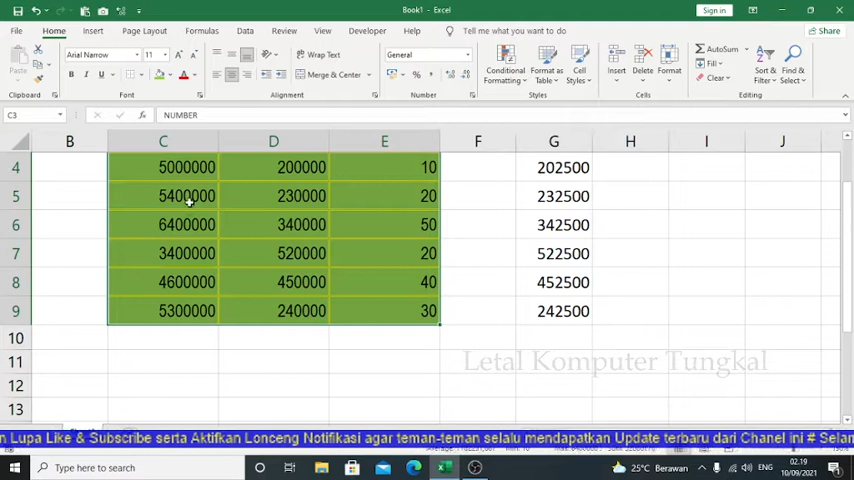 Book1 - Excel
Sign in
File Home Insert Page Layout Formulas Data Review View Developer Help Tell me what you want to do Share
Paste
Arial Narrow 11
B I U
Wrap Text
Merge & Center
General
Conditional Formatting
Format as Table
Cell Styles
Insert Delete Format
AutoSum
Fill
Clear
Sort & Filter
Find & Select
Clipboard Font Alignment Number Styles Cells Editing
C3 NUMBER
B C D E F G H I J
4 5000000 200000 10 202500
5 5400000 230000 20 232500
6 6400000 340000 50 342500
7 3400000 520000 20 522500
8 4600000 450000 40 452500
9 5300000 240000 30 242500
10
11
12
13
Letal Komputer Tungkal
n Lupa Like & Subscribe serta Aktifkan Lonceng Notifikasi agar teman-teman selalu mendapatkan Update terbaru dari Chanel ini # Selam
Type here to search
25°C Berawan
ENG
02.19
10/09/2021